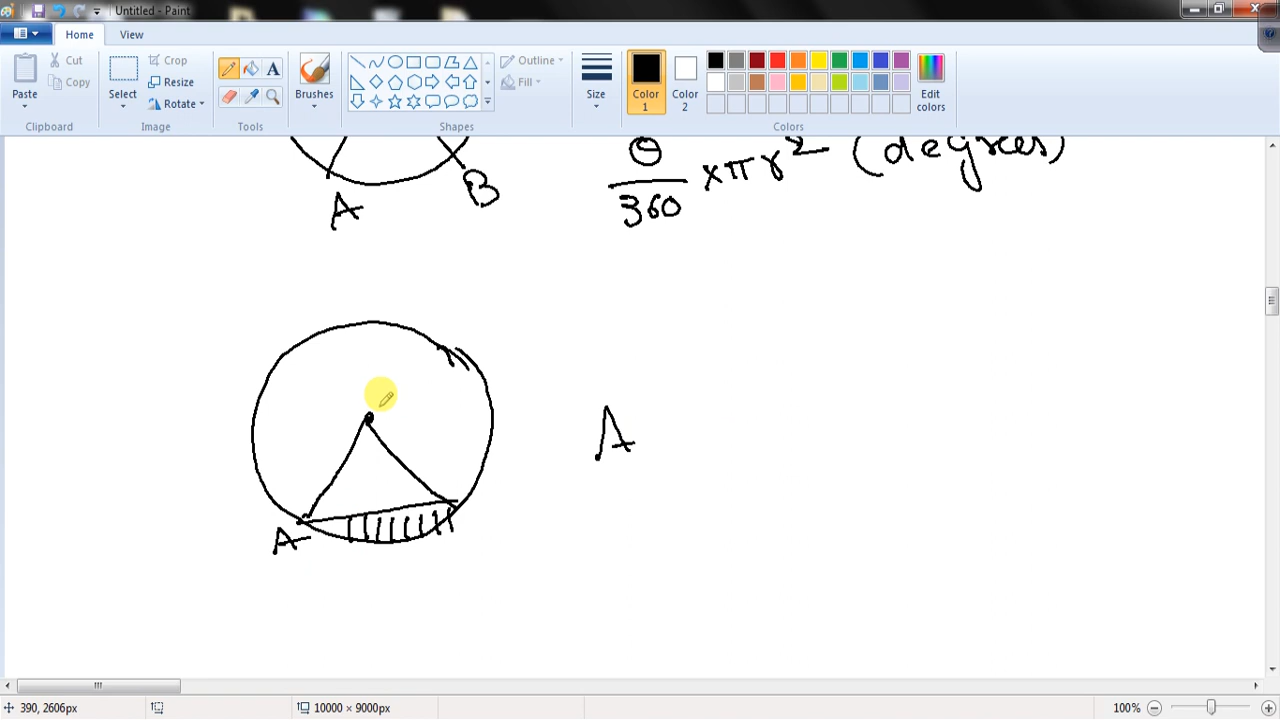 Untitled - Paint
Home View
Paste
Cut
Copy
Clipboard
Select
Crop
Resize
Rotate
Image
A
Tools
Brushes
Outline
Fill
Shapes
Size
Color 1
Color 2
Edit colors
Colors
θ/360 ×πr² (degrees)
A B
A
A
390, 2606px
10000 × 9000px
100%